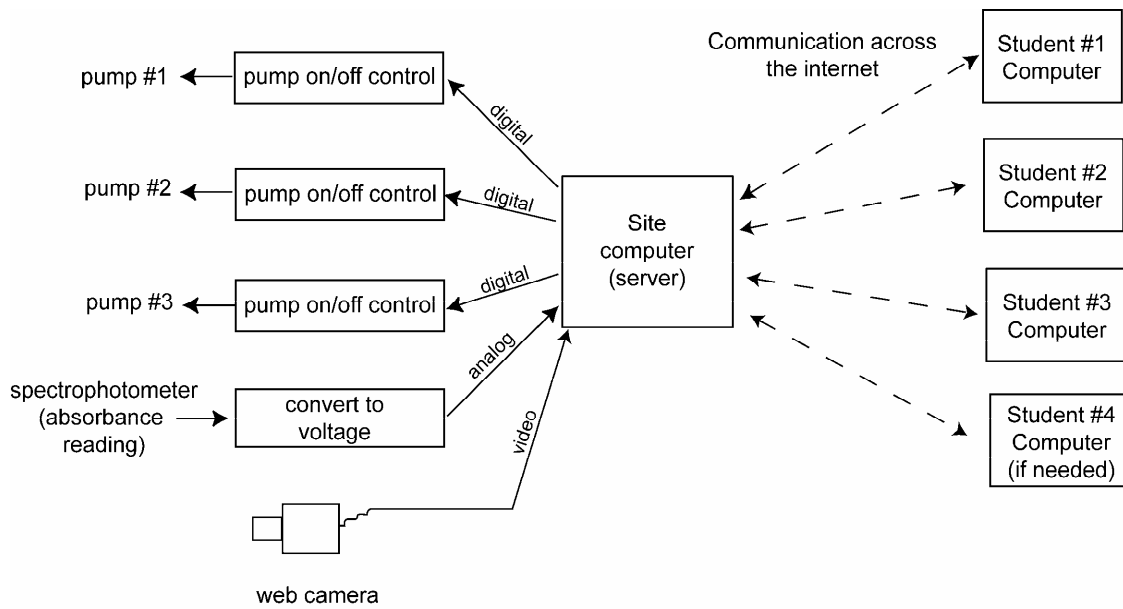 pump #1
pump on/off control
digital
pump #2
pump on/off control
digital
pump #3
pump on/off control
digital
spectrophotometer
(absorbance
reading)
convert to
voltage
analog
video
web camera
Site
computer
(server)
Communication across
the internet
Student #1
Computer
Student #2
Computer
Student #3
Computer
Student #4
Computer
(if needed)